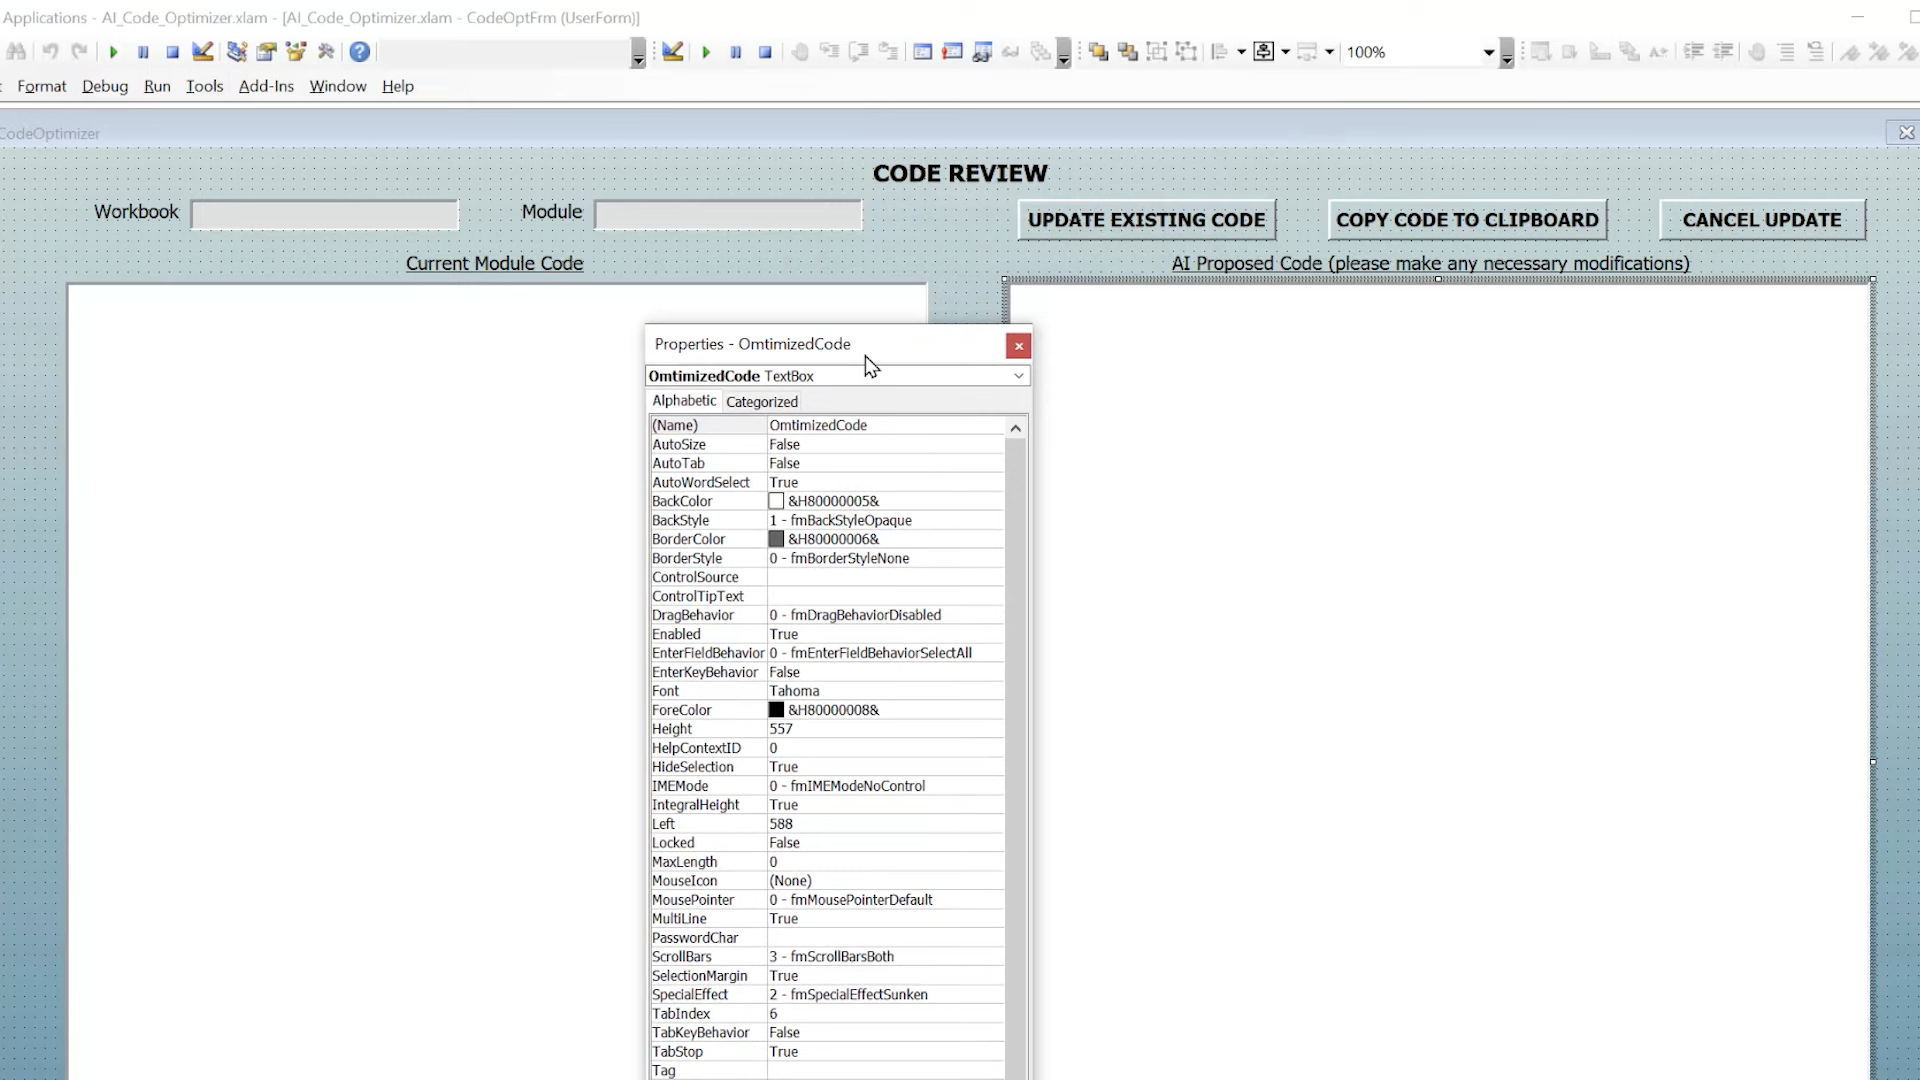 Applications - AI_Code_Optimizer.xlam - [AI_Code_Optimizer.xlam - CodeOptFrm (UserForm)]
100%
Format Debug Run Tools Add-Ins Window Help
CodeOptimizer
CODE REVIEW
Workbook Module UPDATE EXISTING CODE COPY CODE TO CLIPBOARD CANCEL UPDATE
Current Module Code AI Proposed Code (please make any necessary modifications)
Properties - OmtimizedCode
OmtimizedCode TextBox
Alphabetic Categorized
(Name) OmtimizedCode
AutoSize False
AutoTab False
AutoWordSelect True
BackColor &H80000005&
BackStyle 1 - fmBackStyleOpaque
BorderColor &H80000006&
BorderStyle 0 - fmBorderStyleNone
ControlSource
ControlTipText
DragBehavior 0 - fmDragBehaviorDisabled
Enabled True
EnterFieldBehavior 0 - fmEnterFieldBehaviorSelectAll
EnterKeyBehavior False
Font Tahoma
ForeColor &H80000008&
Height 557
HelpContextID 0
HideSelection True
IMEMode 0 - fmIMEModeNoControl
IntegralHeight True
Left 588
Locked False
MaxLength 0
MouseIcon (None)
MousePointer 0 - fmMousePointerDefault
MultiLine True
PasswordChar
ScrollBars 3 - fmScrollBarsBoth
SelectionMargin True
SpecialEffect 2 - fmSpecialEffectSunken
TabIndex 6
TabKeyBehavior False
TabStop True
Tag